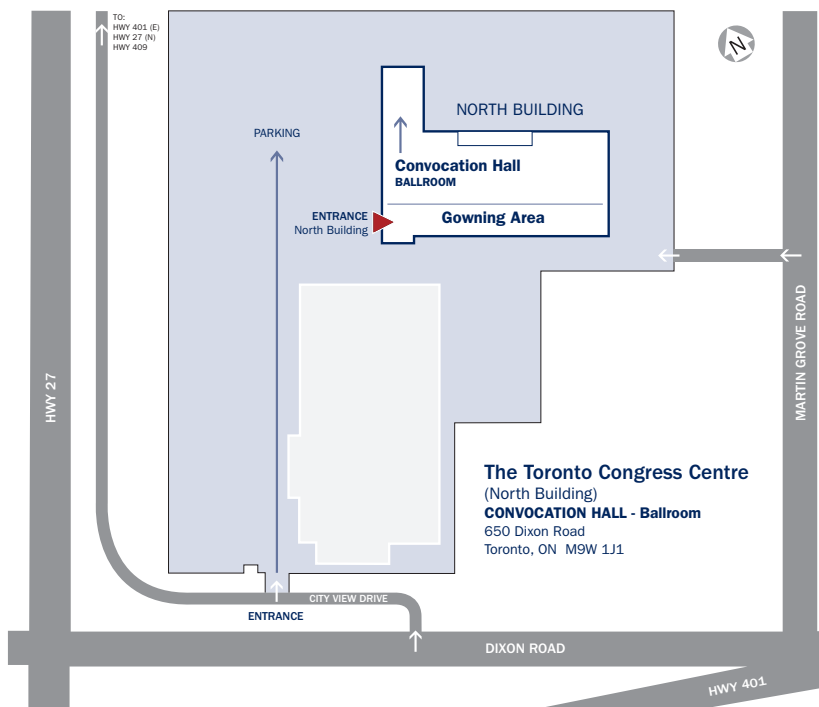 TO:
HWY 401 (E)
HWY 27 (N)
HWY 409
N
NORTH BUILDING
PARKING
Convocation Hall
BALLROOM
ENTRANCE
North Building
Gowning Area
HWY 27
MARTIN GROVE ROAD
The Toronto Congress Centre
(North Building)
CONVOCATION HALL - Ballroom
650 Dixon Road
Toronto, ON  M9W 1J1
CITY VIEW DRIVE
ENTRANCE
DIXON ROAD
HWY 401